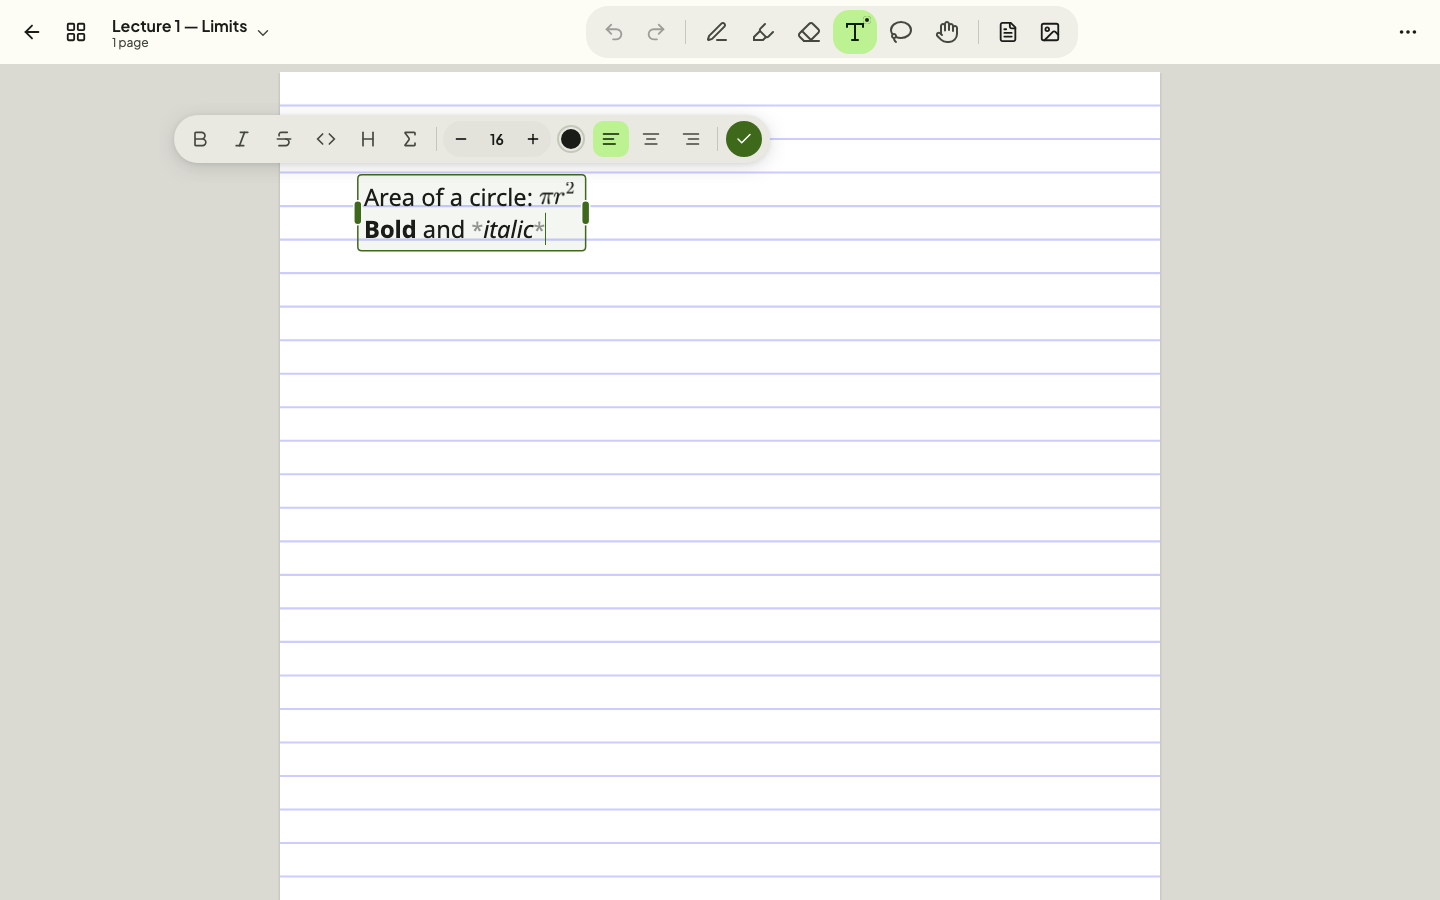 Lecture 1 — Limits
1 page
B I S <> H Σ − 16 +
Area of a circle: πr²
Bold and *italic*